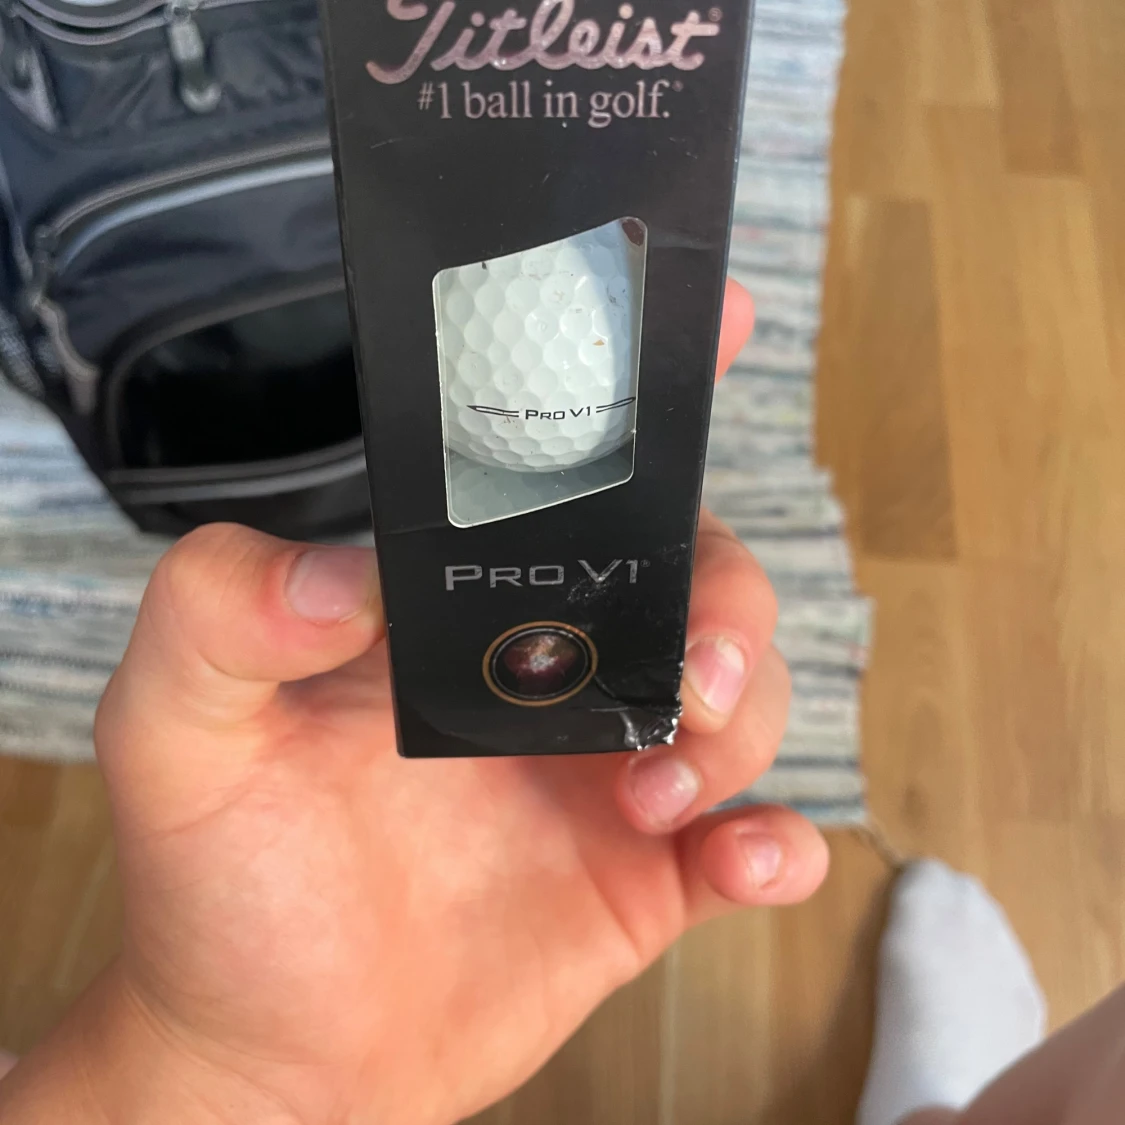 Titleist®
#1 ball in golf.®
PRO V1
PRO V1®